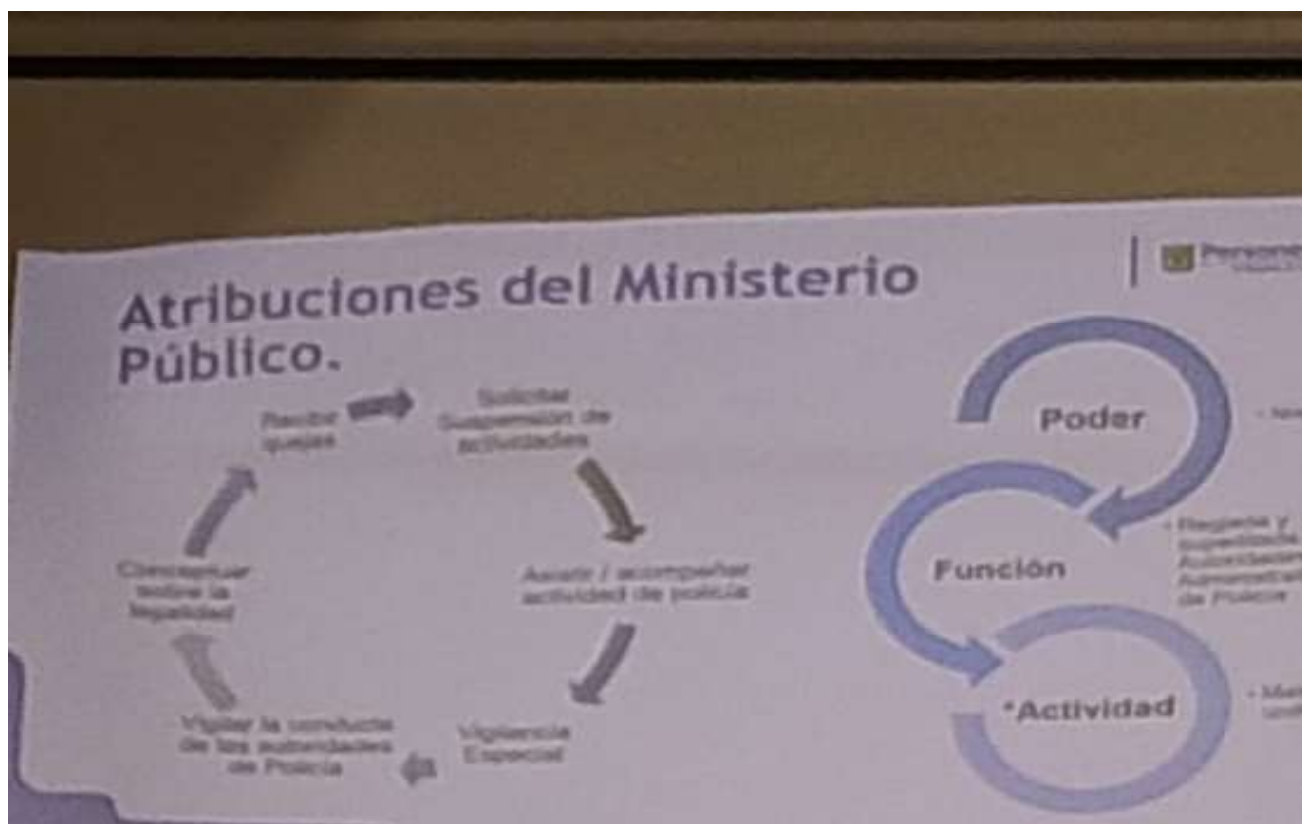 Atribuciones del Ministerio
Público.
Recibir
quejas
Solicitar
Suspensión de
actividades
Asistir / acompañar
actividad de policía
Vigilancia
Especial
Vigilar la conducta
de las autoridades
de Policía
Conceptuar
sobre la
legalidad
Poder
Función
Autoridades
de Policía
*Actividad